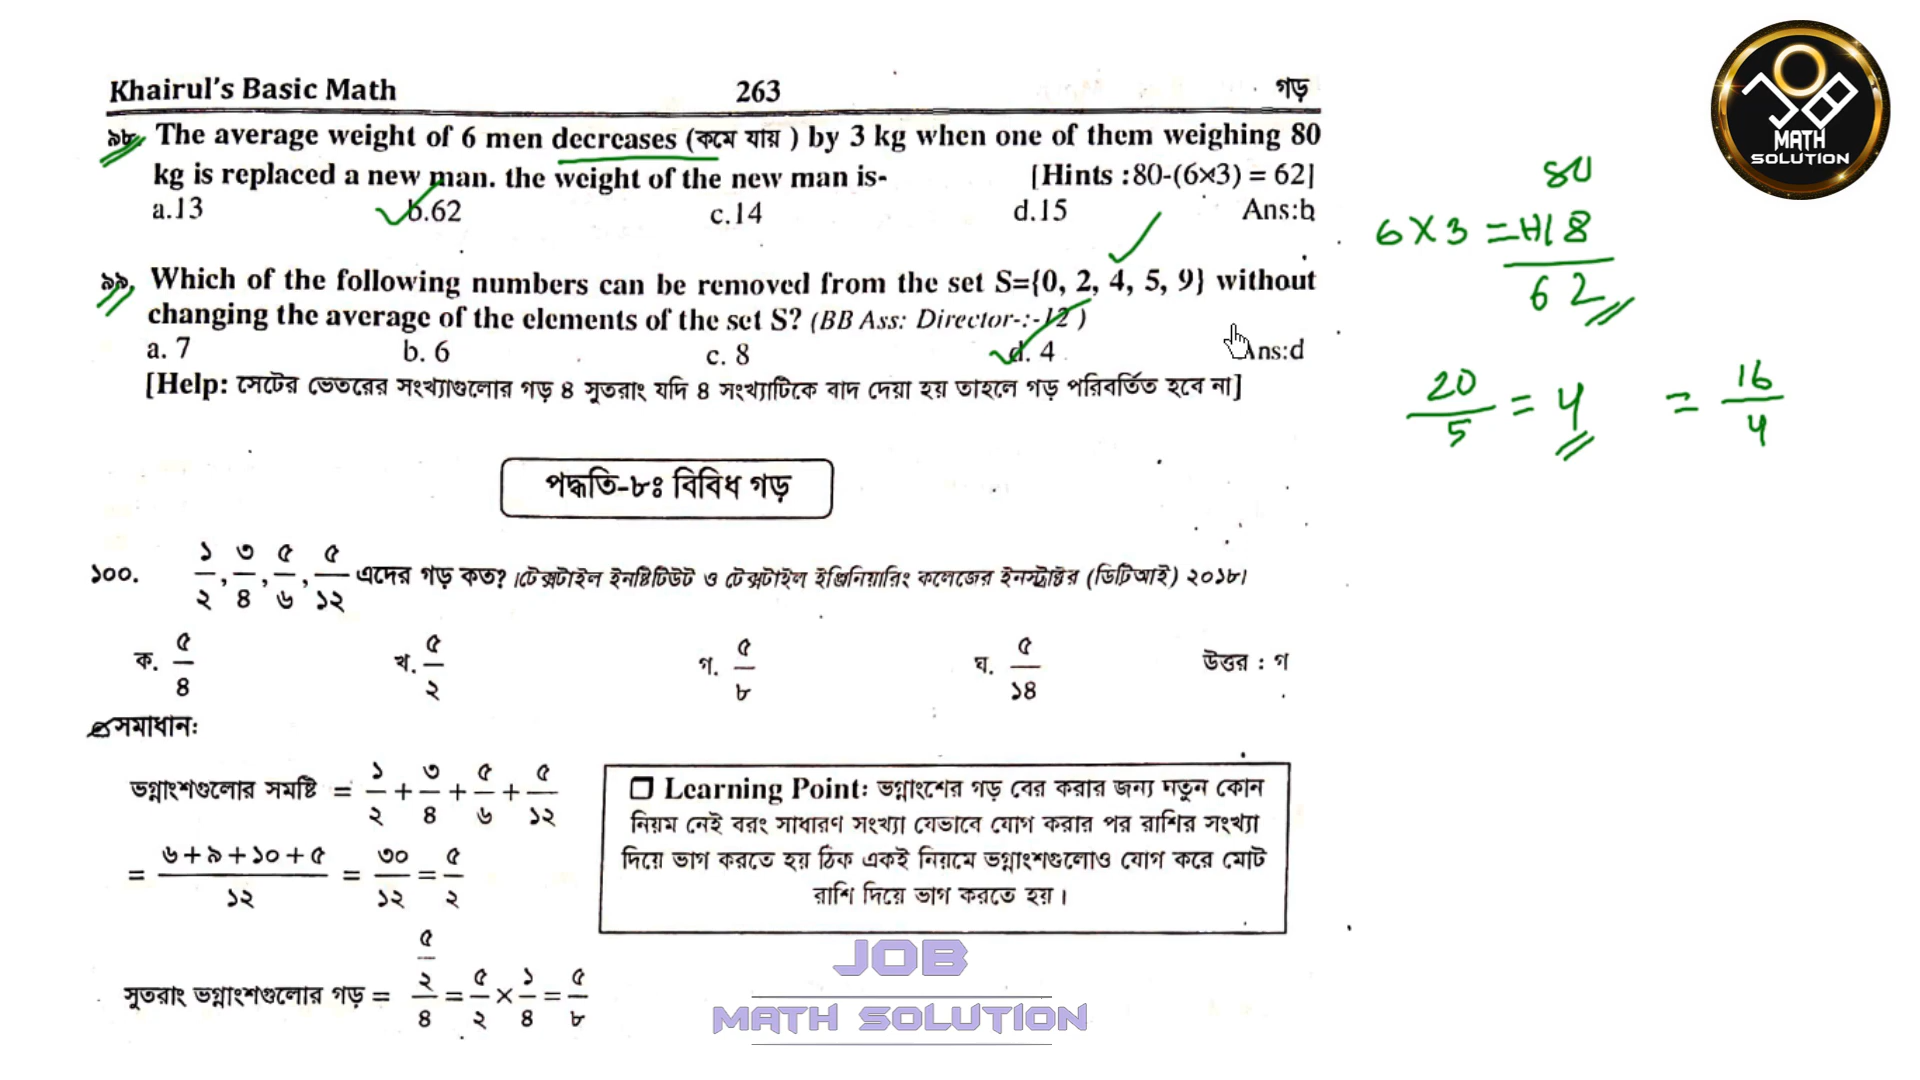 Khairul's Basic Math 263 গড়
৯৮. The average weight of 6 men decreases (কমে যায় ) by 3 kg when one of them weighing 80
kg is replaced a new man. the weight of the new man is- [Hints :80-(6×3) = 62]
a.13 b.62 c.14 d.15 Ans:b
৯৯. Which of the following numbers can be removed from the set S={0, 2, 4, 5, 9} without
changing the average of the elements of the set S? (BB Ass: Director-:-12 )
a. 7 b. 6 c. 8 d. 4 Ans:d
[Help: সেটের ভেতরের সংখ্যাগুলোর গড় ৪ সুতরাং যদি ৪ সংখ্যাটিকে বাদ দেয়া হয় তাহলে গড় পরিবর্তিত হবে না]
পদ্ধতি-৮ঃ বিবিধ গড়
১০০. ১/২, ৩/৪, ৫/৬, ৫/১২ এদের গড় কত? [টেক্সটাইল ইনষ্টিটিউট ও টেক্সটাইল ইঞ্জিনিয়ারিং কলেজের ইনস্ট্রাক্টর (ডিটিআই) ২০১৮]
ক. ৫/৪ খ. ৫/২ গ. ৫/৮ ঘ. ৫/১৪ উত্তর : গ
সমাধান:
ভগ্নাংশগুলোর সমষ্টি = ১/২ + ৩/৪ + ৫/৬ + ৫/১২
= ৬+৯+১০+৫/১২ = ৩০/১২ = ৫/২
সুতরাং ভগ্নাংশগুলোর গড় = ৫/২/৪ = ৫/২ × ১/৪ = ৫/৮
❒ Learning Point: ভগ্নাংশের গড় বের করার জন্য নতুন কোন
নিয়ম নেই বরং সাধারণ সংখ্যা যেভাবে যোগ করার পর রাশির সংখ্যা
দিয়ে ভাগ করতে হয় ঠিক একই নিয়মে ভগ্নাংশগুলোও যোগ করে মোট
রাশি দিয়ে ভাগ করতে হয়।
JOB
MATH SOLUTION
JOB
MATH
SOLUTION
80
6 × 3 = 18
62
20/5 = 4 = 16/4